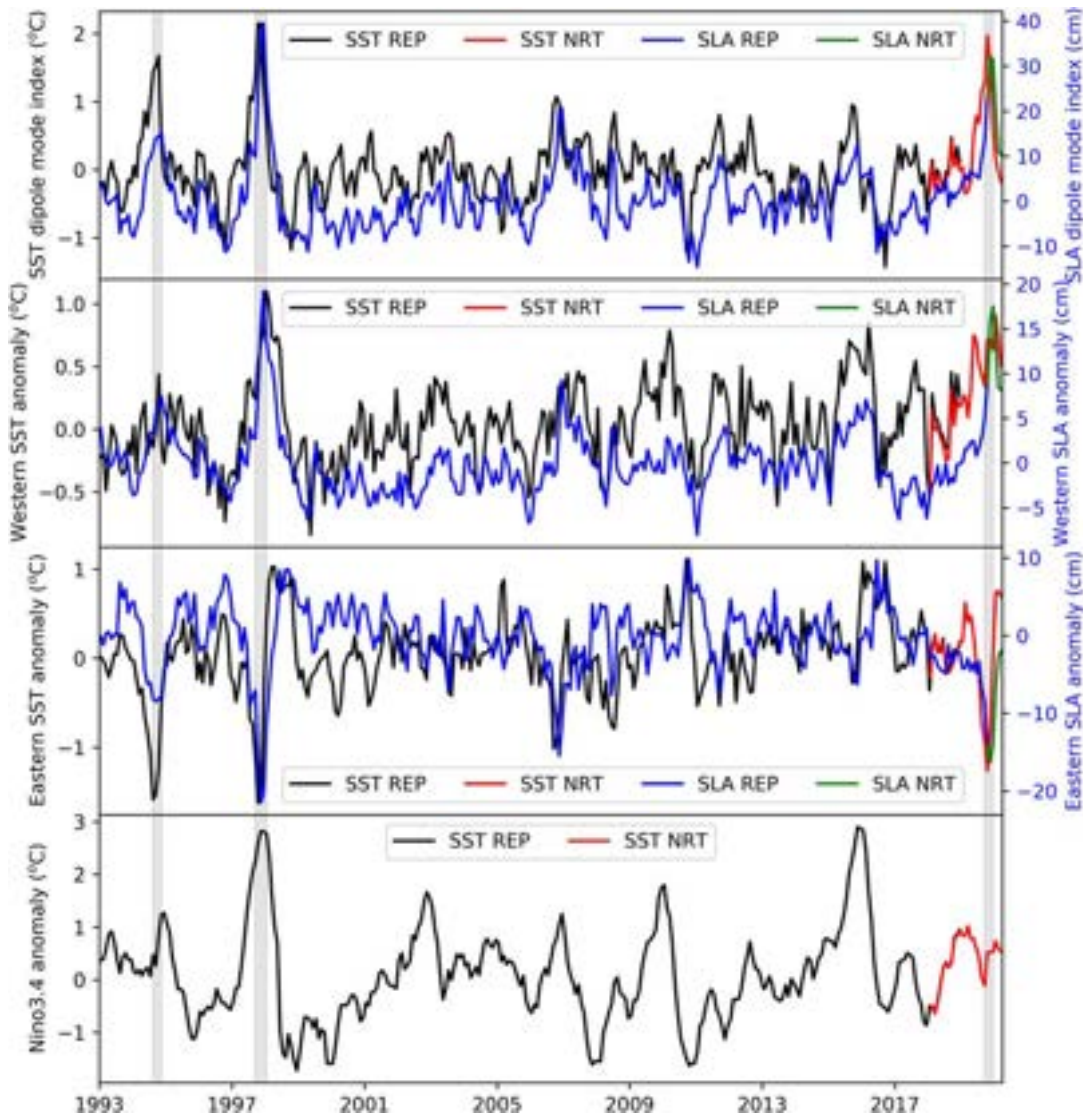 SST dipole mode index (°C)
2
1
0
−1
SST REP SST NRT SLA REP SLA NRT
40
30
20
10
0
−10
SLA dipole mode index (cm)
Western SST anomaly (°C)
1.0
0.5
0.0
−0.5
SST REP SST NRT SLA REP SLA NRT
20
15
10
5
0
−5
Western SLA anomaly (cm)
Eastern SST anomaly (°C)
1
0
−1
SST REP SST NRT SLA REP SLA NRT
10
0
−10
−20
Eastern SLA anomaly (cm)
Nino3.4 anomaly (°C)
3
2
1
0
−1
SST REP SST NRT
1993 1997 2001 2005 2009 2013 2017